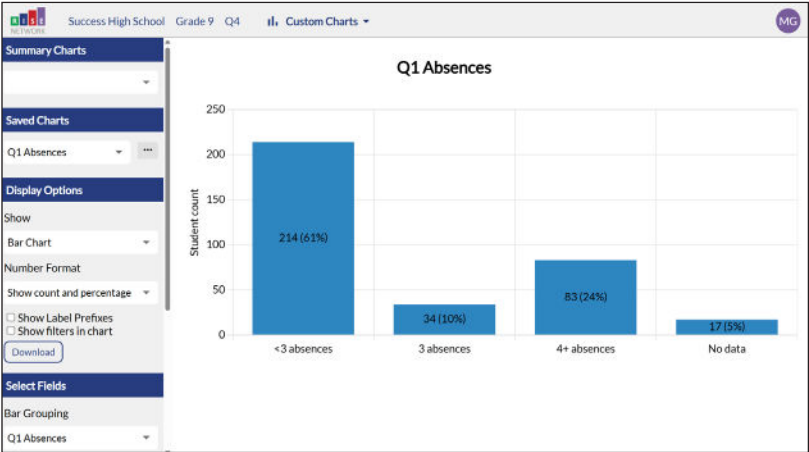 RISE
NETWORK
Success High School Grade 9 Q4 Custom Charts
MG
Summary Charts
Saved Charts
Q1 Absences
Display Options
Show
Bar Chart
Number Format
Show count and percentage
Show Label Prefixes
Show filters in chart
Download
Select Fields
Bar Grouping
Q1 Absences
Q1 Absences
Student count
250
200
150
100
50
0
214 (61%)
34 (10%)
83 (24%)
17 (5%)
<3 absences
3 absences
4+ absences
No data